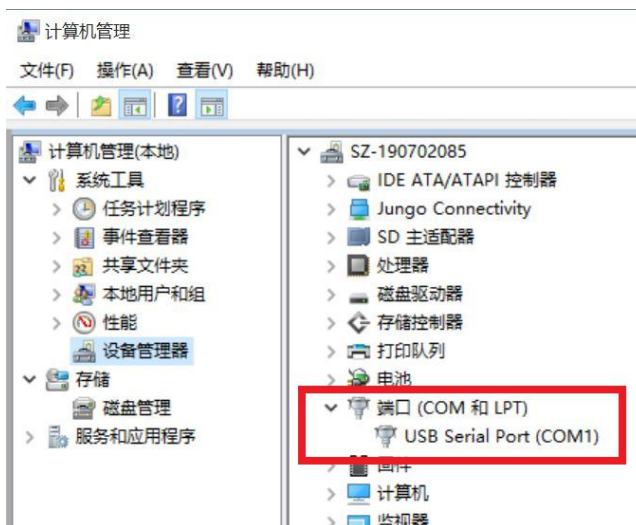 计算机管理
文件(F) 操作(A) 查看(V) 帮助(H)
计算机管理(本地)
系统工具
任务计划程序
事件查看器
共享文件夹
本地用户和组
性能
设备管理器
存储
磁盘管理
服务和应用程序
SZ-190702085
IDE ATA/ATAPI 控制器
Jungo Connectivity
SD 主适配器
处理器
磁盘驱动器
存储控制器
打印队列
电池
端口 (COM 和 LPT)
USB Serial Port (COM1)
固件
计算机
监视器